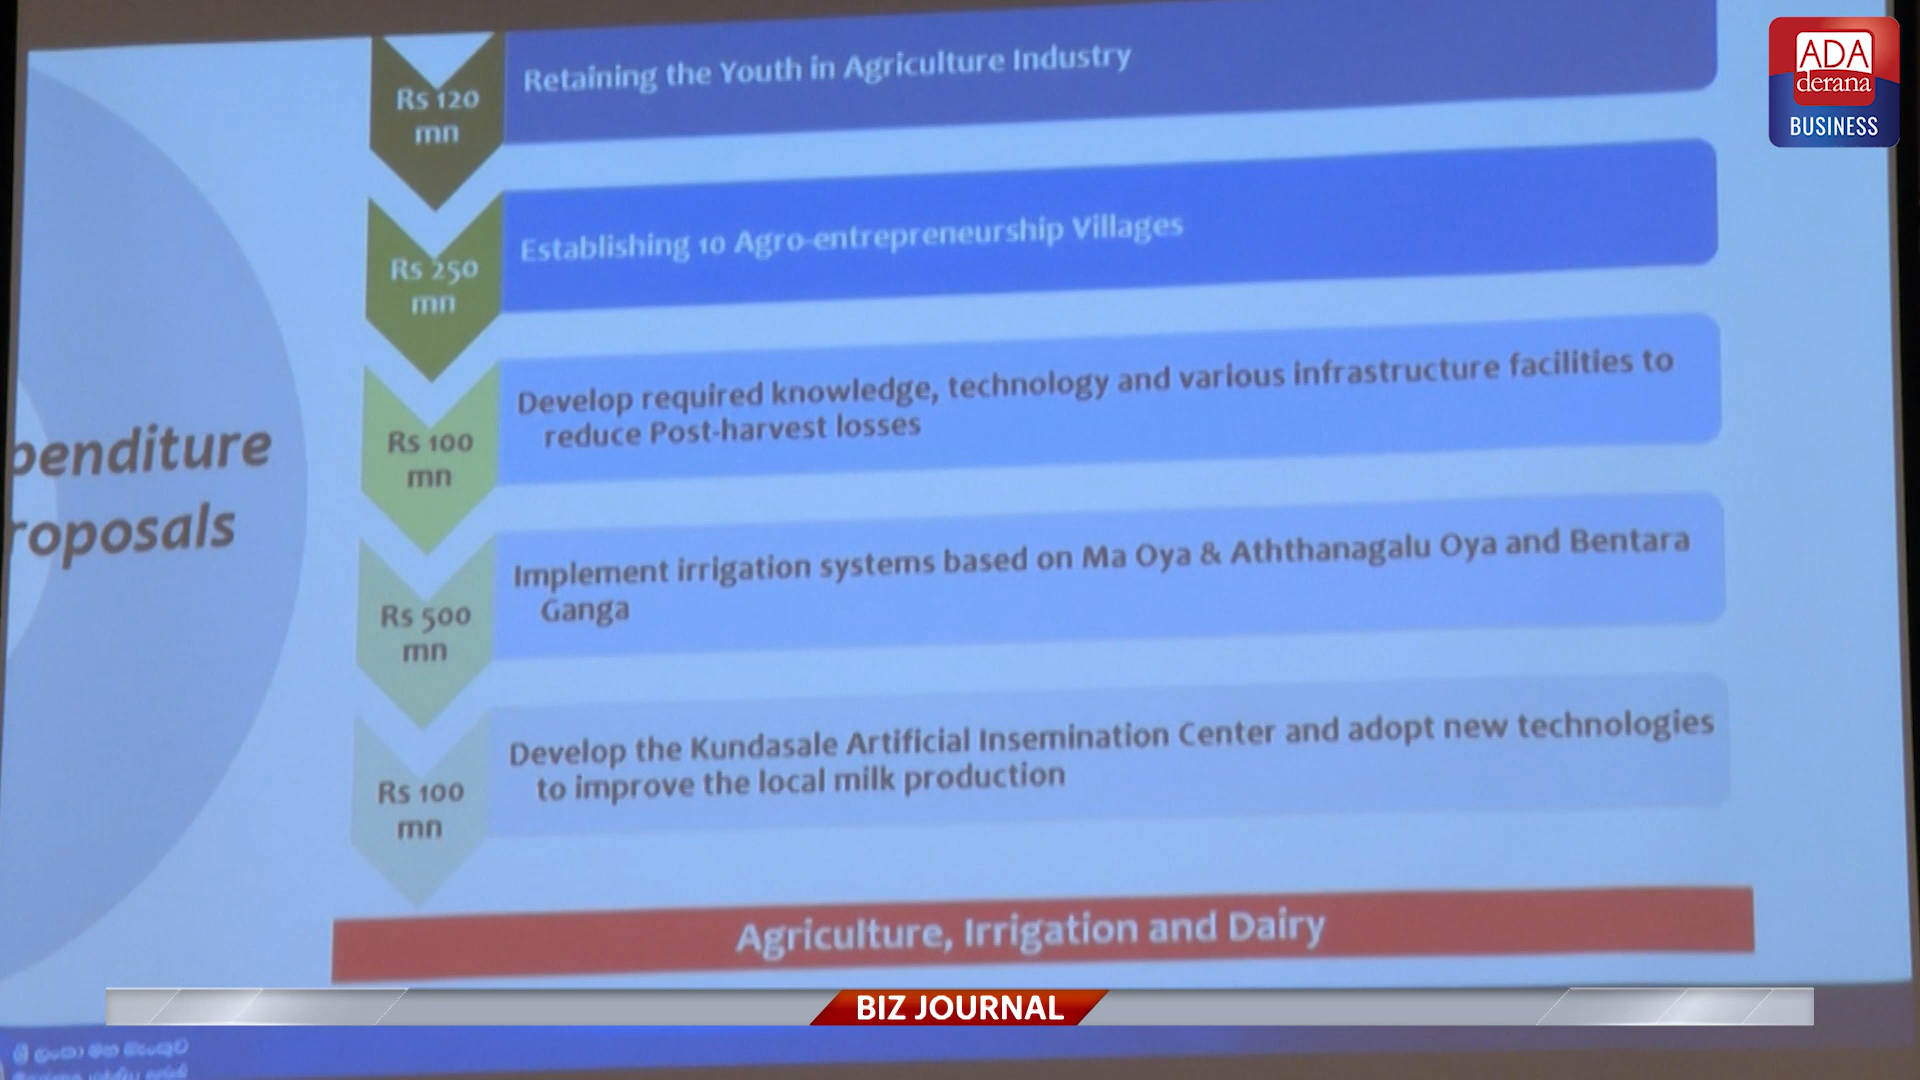 ADA
derana
BUSINESS
Rs 120
mn
Retaining the Youth in Agriculture Industry
Rs 250
mn
Establishing 10 Agro-entrepreneurship Villages
penditure
roposals
Rs 100
mn
Develop required knowledge, technology and various infrastructure facilities to
reduce Post-harvest losses
Rs 500
mn
Implement irrigation systems based on Ma Oya & Aththanagalu Oya and Bentara
Ganga
Rs 100
mn
Develop the Kundasale Artificial Insemination Center and adopt new technologies
to improve the local milk production
Agriculture, Irrigation and Dairy
BIZ JOURNAL
ශ්‍රී ලංකා මහ බැංකුව